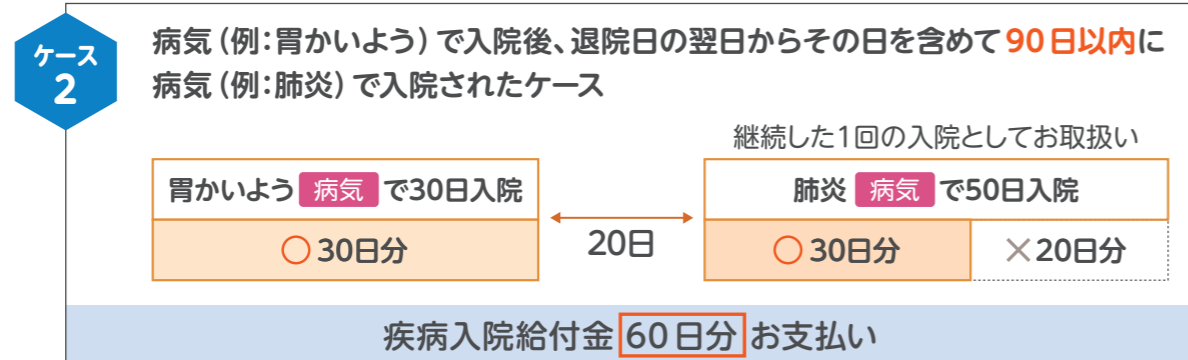 ケース
2
病気（例：胃かいよう）で入院後、退院日の翌日からその日を含めて90日以内に
病気（例：肺炎）で入院されたケース
継続した1回の入院としてお取扱い
胃かいよう 病気 で30日入院
肺炎 病気 で50日入院
○30日分
20日
○30日分
×20日分
疾病入院給付金 60日分 お支払い